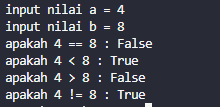 input nilai a = 4
input nilai b = 8
apakah 4 == 8 : False
apakah 4 < 8 : True
apakah 4 > 8 : False
apakah 4 != 8 : True